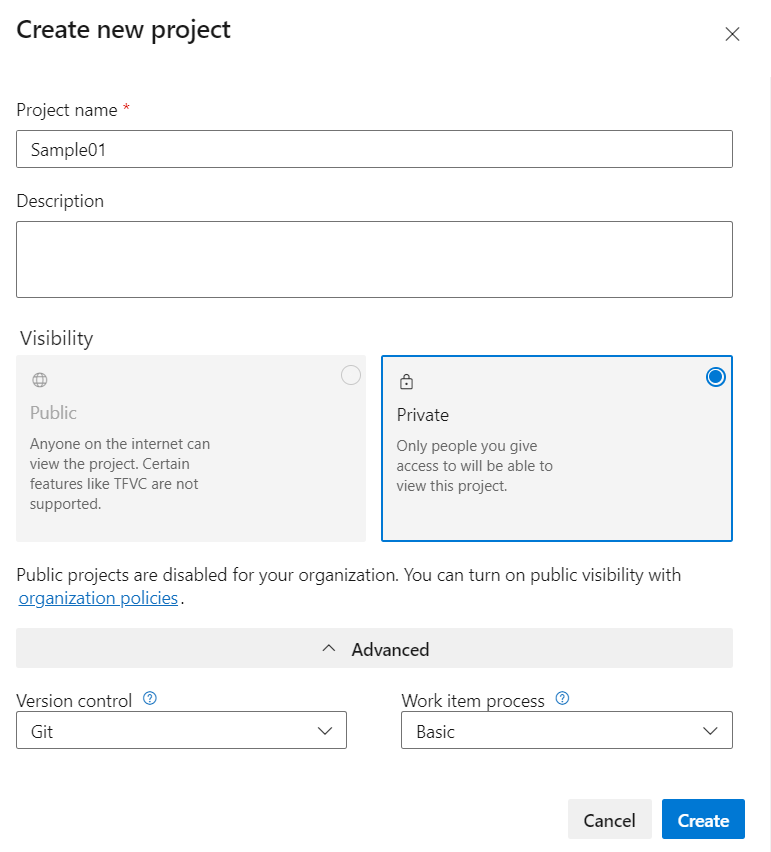 Create new project
Project name *
Sample01
Description
Visibility
Public
Anyone on the internet can
view the project. Certain
features like TFVC are not
supported.
Private
Only people you give
access to will be able to
view this project.
Public projects are disabled for your organization. You can turn on public visibility with
organization policies.
Advanced
Version control ?
Git
Work item process ?
Basic
Cancel
Create